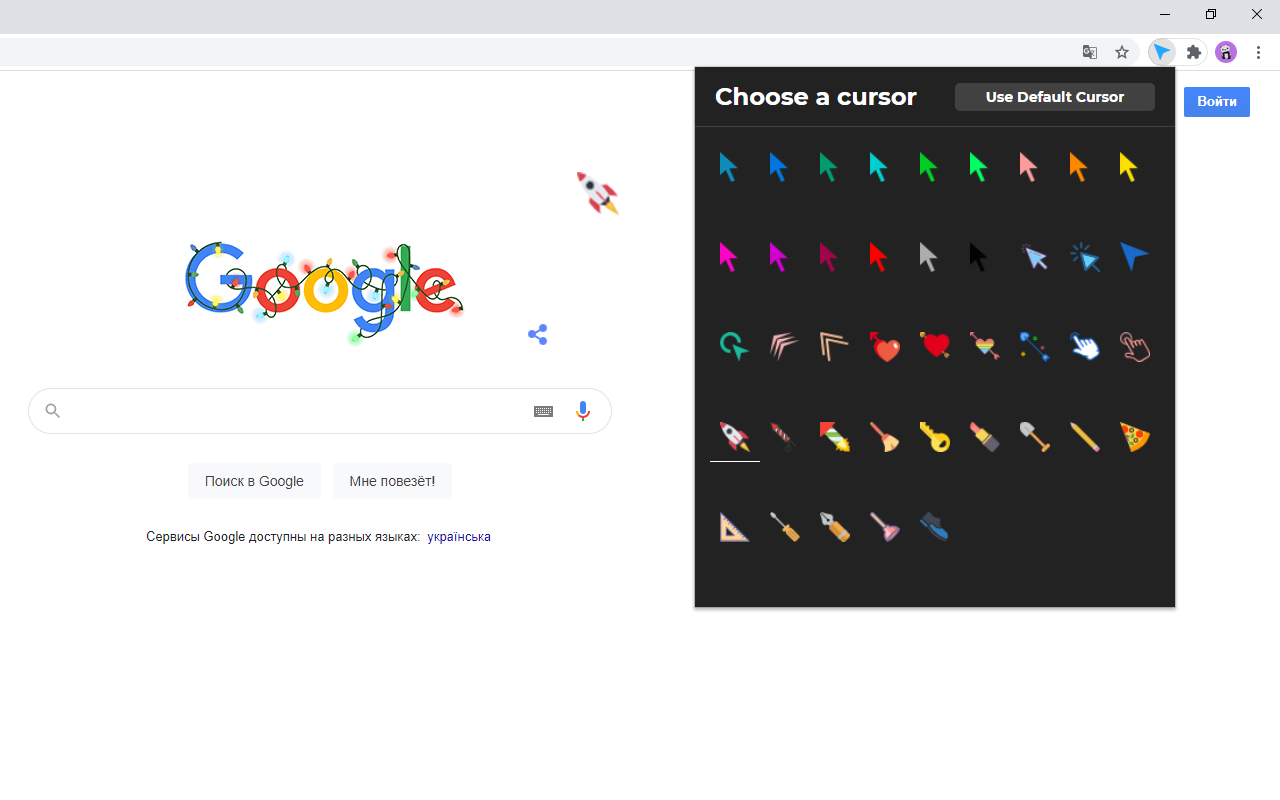 Choose a cursor
Use Default Cursor
Войти
Google
Поиск в Google
Мне повезёт!
Сервисы Google доступны на разных языках: українська